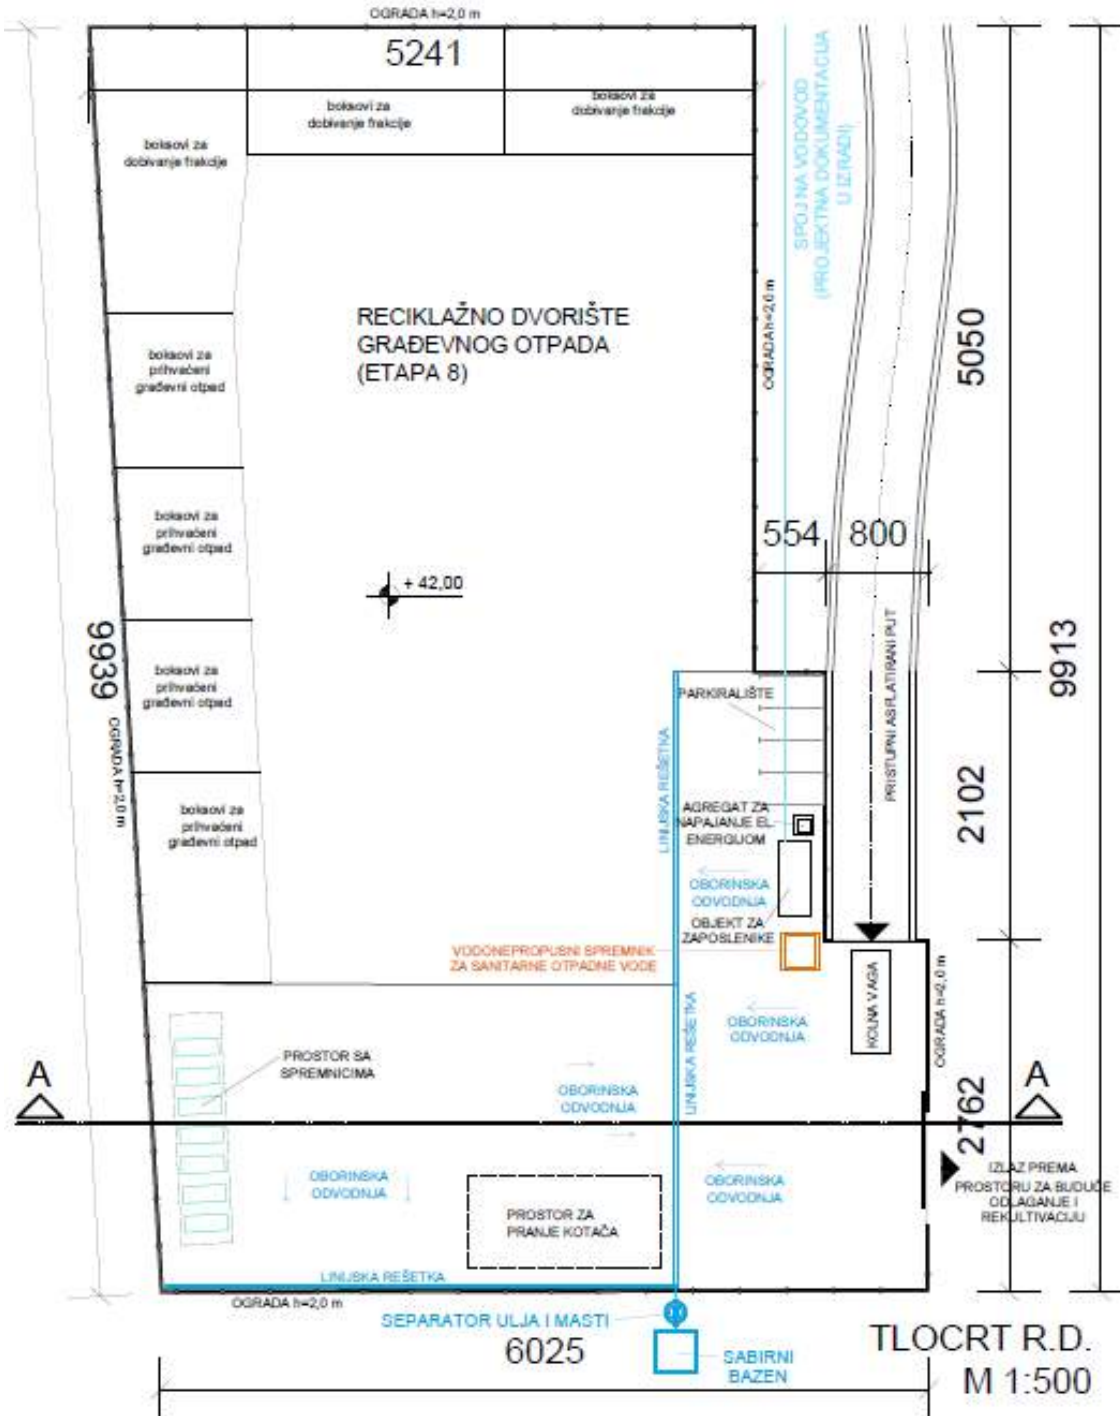 OGRADA h=2,0 m
5241
boksovi za
dobivanje frakcije
boksovi za
dobivanje frakcije
boksovi za
dobivanje frakcije
SPOJ NA VODOVOD
(PROJEKTNA DOKUMENTACIJA
U IZRADI)
RECIKLAŽNO DVORIŠTE
GRAĐEVNOG OTPADA
(ETAPA 8)
OGRADA h=2,0 m
5050
boksovi za
prihvaćeni
građevni otpad
boksovi za
prihvaćeni
građevni otpad
554
800
+ 42,00
9939
OGRADA h=2,0 m
boksovi za
prihvaćeni
građevni otpad
boksovi za
prihvaćeni
građevni otpad
9913
PRISTUPNI ASFLATIRANI PUT
PARKIRALIŠTE
LINIJSKA REŠETKA
2102
AGREGAT ZA
NAPAJANJE EL.
ENERGIJOM
OBORINSKA
ODVODNJA
OBJEKT ZA
ZAPOSLENIKE
VODONEPROPUSNI SPREMNIK
ZA SANITARNE OTPADNE VODE
LINIJSKA REŠETKA
OBORINSKA
ODVODNJA
KOLNA VAGA
OGRADA h=2,0 m
PROSTOR SA
SPREMNICIMA
OBORINSKA
ODVODNJA
A
A
2762
OBORINSKA
ODVODNJA
OBORINSKA
ODVODNJA
IZLAZ PREMA
PROSTORU ZA BUDUĆE
ODLAGANJE I
REKULTIVACIJU
PROSTOR ZA
PRANJE KOTAČA
LINIJSKA REŠETKA
OGRADA h=2,0 m
SEPARATOR ULJA I MASTI
6025
SABIRNI
BAZEN
TLOCRT R.D.
M 1:500